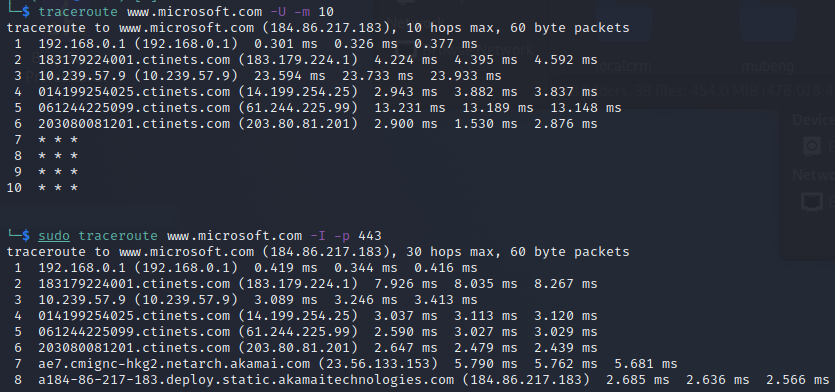 └─$ traceroute www.microsoft.com -U -m 10
traceroute to www.microsoft.com (184.86.217.183), 10 hops max, 60 byte packets
1 192.168.0.1 (192.168.0.1) 0.301 ms 0.326 ms 0.377 ms
2 183179224001.ctinets.com (183.179.224.1) 4.224 ms 4.395 ms 4.592 ms
3 10.239.57.9 (10.239.57.9) 23.594 ms 23.733 ms 23.933 ms
4 014199254025.ctinets.com (14.199.254.25) 2.943 ms 3.882 ms 3.837 ms
5 061244225099.ctinets.com (61.244.225.99) 13.231 ms 13.189 ms 13.148 ms
6 203080081201.ctinets.com (203.80.81.201) 2.900 ms 1.530 ms 2.876 ms
7 * * *
8 * * *
9 * * *
10 * * *
└─$ sudo traceroute www.microsoft.com -I -p 443
traceroute to www.microsoft.com (184.86.217.183), 30 hops max, 60 byte packets
1 192.168.0.1 (192.168.0.1) 0.419 ms 0.344 ms 0.416 ms
2 183179224001.ctinets.com (183.179.224.1) 7.926 ms 8.035 ms 8.267 ms
3 10.239.57.9 (10.239.57.9) 3.089 ms 3.246 ms 3.413 ms
4 014199254025.ctinets.com (14.199.254.25) 3.037 ms 3.113 ms 3.120 ms
5 061244225099.ctinets.com (61.244.225.99) 2.590 ms 3.027 ms 3.029 ms
6 203080081201.ctinets.com (203.80.81.201) 2.647 ms 2.479 ms 2.439 ms
7 ae7.cmignc-hkg2.netarch.akamai.com (23.56.133.153) 5.790 ms 5.762 ms 5.681 ms
8 a184-86-217-183.deploy.static.akamaitechnologies.com (184.86.217.183) 2.685 ms 2.636 ms 2.566 ms